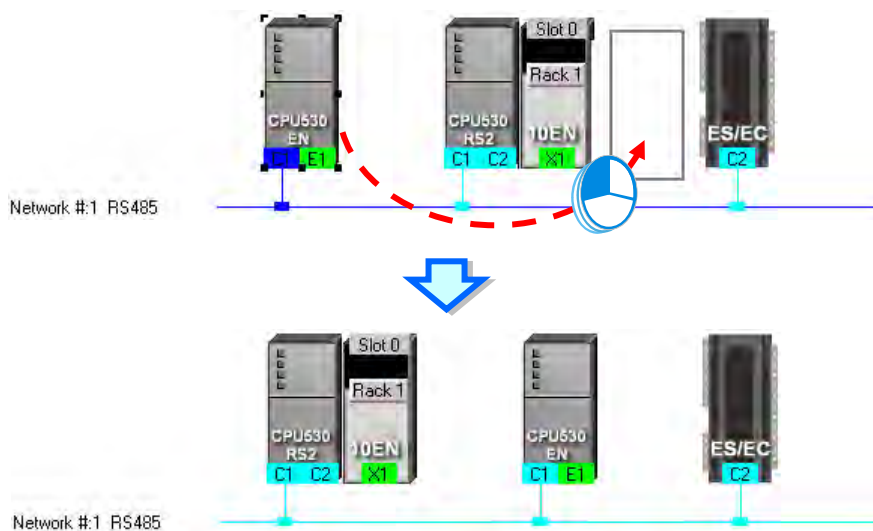 Slot 0
Rack 1
CPU530
EN
C1 E1
CPU530
RS2
C1 C2
10EN
X1
ES/EC
C2
Network #:1 RS485
Slot 0
Rack 1
CPU530
RS2
C1 C2
10EN
X1
CPU530
EN
C1 E1
ES/EC
C2
Network #:1 RS485